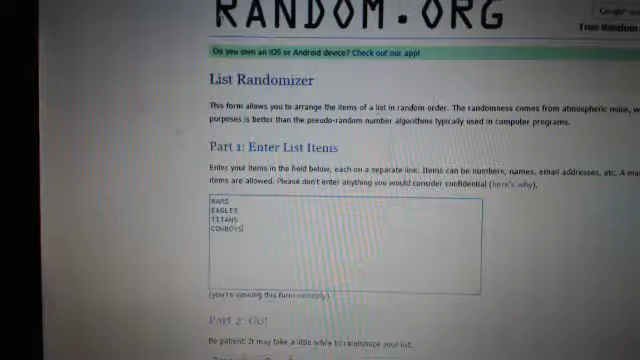 RANDOM.ORG
True Random
Do you own an iOS or Android device? Check out our app!
List Randomizer
This form allows you to arrange the items of a list in random order. The randomness comes from atmospheric noise,
purposes is better than the pseudo-random number algorithms typically used in computer programs.
Part 1: Enter List Items
Enter your items in the field below, each on a separate line. Items can be numbers, names, email addresses, etc. A
items are allowed. Please don't enter anything you would consider confidential (here's why).
RAMS
EAGLES
TITANS
COWBOYS
(you're viewing this form securely)
Part 2: Go!
Be patient! It may take a little while to randomize your list.